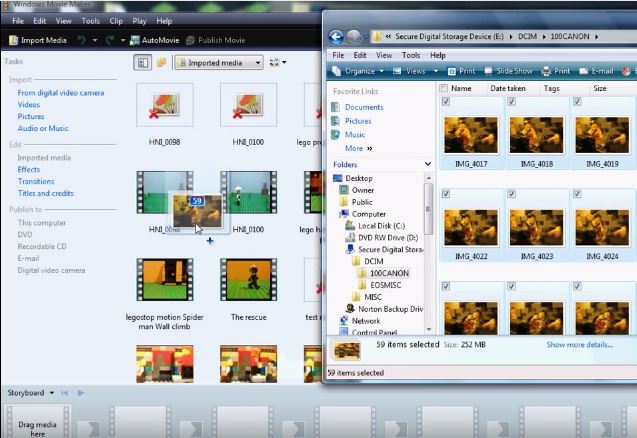 Windows Movie Maker
File Edit View Tools Clip Play Help
Import Media AutoMovie Publish Movie
Tasks
Import
From digital video camera
Videos
Pictures
Audio or Music
Edit
Imported media
Effects
Transitions
Titles and credits
Publish to
This computer
DVD
Recordable CD
E-mail
Digital video camera
Imported media
HNI_0098 HNI_0100
59
HNI_0100
legostop motion Spider man Wall climb
The rescue
Storyboard
Drag media
here
Secure Digital Storage Device (E:) DCIM 100CANON
File Edit View Tools Help
Organize Views Print Slide Show Print E-mail
Favorite Links
Documents
Pictures
Music
More »
Folders
Desktop
Owner
Public
Computer
Local Disk (C:)
DVD RW Drive (D:)
Secure Digital Storag
DCIM
100CANON
EOSMISC
MISC
Norton Backup Driv
Network
Control Panel
Name Date taken Tags Size
IMG_4017 IMG_4018 IMG_4019
IMG_4022 IMG_4023 IMG_4024
59 items selected Size: 252 MB Show more details...
59 items selected